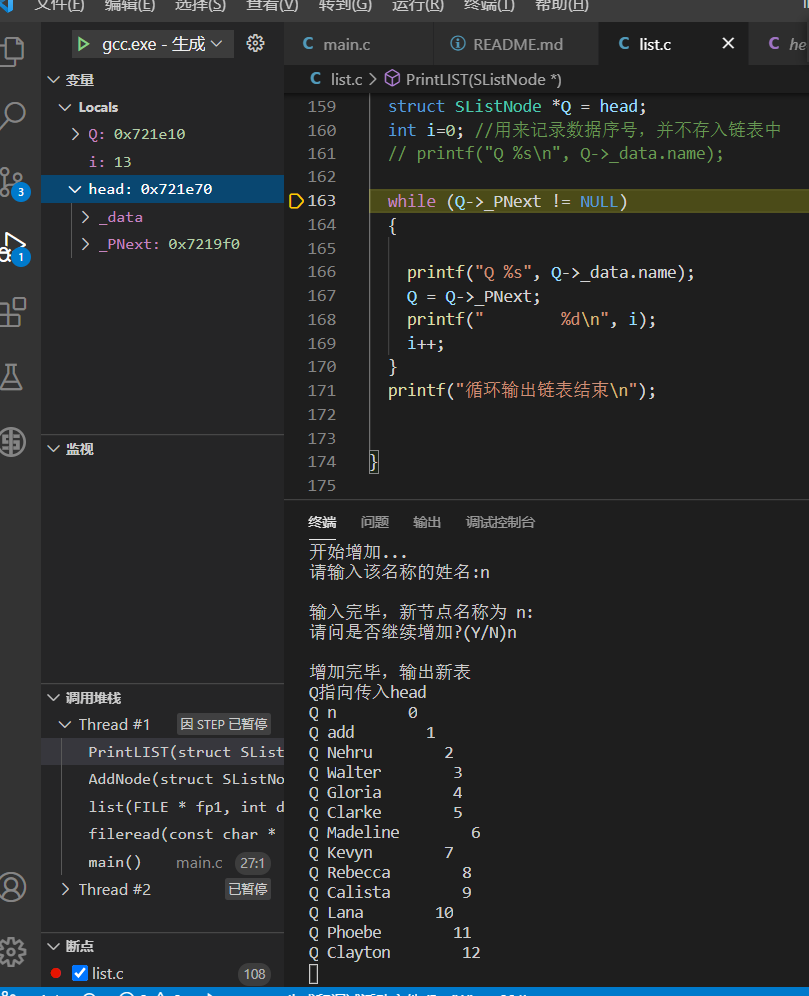 文件(F) 编辑(E) 选择(S) 查看(V) 转到(G) 运行(R) 终端(T) 帮助(H)
gcc.exe - 生成
C main.c
README.md
C list.c
C he
变量
Locals
Q: 0x721e10
i: 13
head: 0x721e70
_data
_PNext: 0x7219f0
监视
调用堆栈
Thread #1 因 STEP 已暂停
PrintLIST(struct SList
AddNode(struct SListNo
list(FILE * fp1, int d
fileread(const char *
main() main.c 27:1
Thread #2 已暂停
断点
list.c 108
3
1
C list.c > PrintLIST(SListNode *)
159 struct SListNode *Q = head;
160 int i=0; //用来记录数据序号，并不存入链表中
161 // printf("Q %s\n", Q->_data.name);
162
163 while (Q->_PNext != NULL)
164 {
165
166 printf("Q %s", Q->_data.name);
167 Q = Q->_PNext;
168 printf("        %d\n", i);
169 i++;
170 }
171 printf("循环输出链表结束\n");
172
173
174 }
175
终端 问题 输出 调试控制台
开始增加...
请输入该名称的姓名:n
输入完毕，新节点名称为 n:
请问是否继续增加?(Y/N)n
增加完毕，输出新表
Q指向传入head
Q n        0
Q add        1
Q Nehru        2
Q Walter        3
Q Gloria        4
Q Clarke        5
Q Madeline        6
Q Kevyn        7
Q Rebecca        8
Q Calista        9
Q Lana        10
Q Phoebe        11
Q Clayton        12